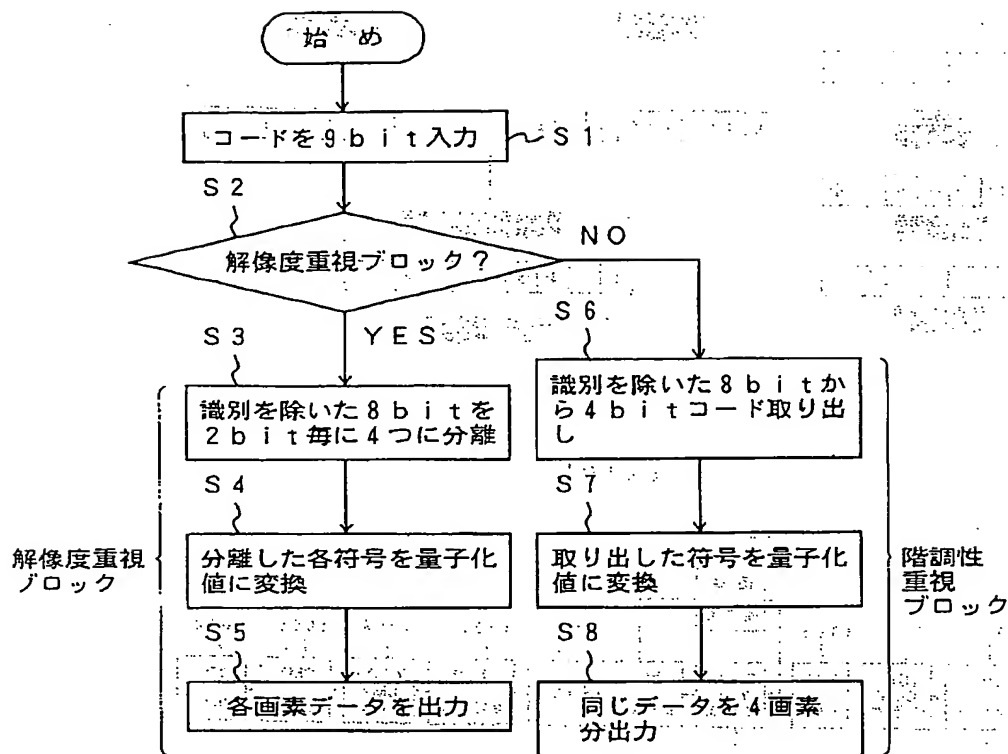 始 め
コードを9bit入力
S1
S2
解像度重視ブロック?
NO
YES
S3
識別を除いた8bitを
2bit毎に4つに分離
S4
分離した各符号を量子化
値に変換
S5
各画素データを出力
解像度重視
ブロック
S6
識別を除いた8bitか
ら4bitコード取り出
し
S7
取り出した符号を量子化
値に変換
S8
同じデータを4画素
分出力
階調性
重視
ブロック